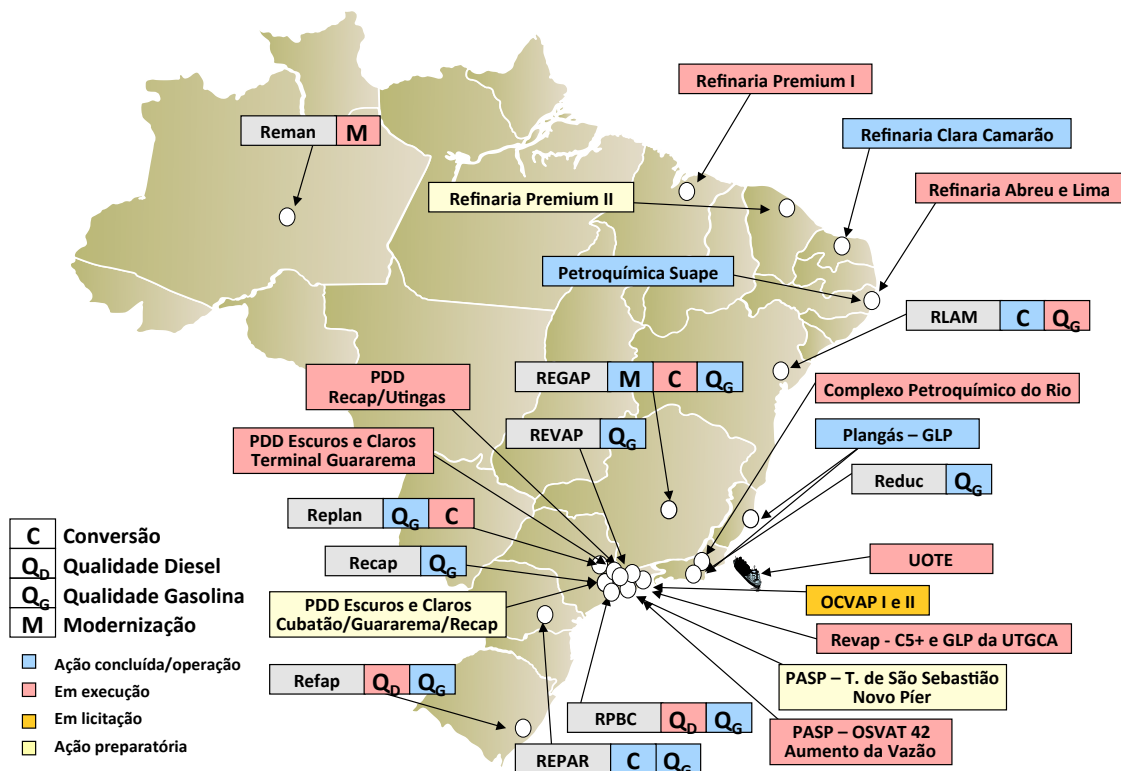 Refinaria Premium I
Reman M
Refinaria Clara Camarão
Refinaria Abreu e Lima
Refinaria Premium II
Petroquímica Suape
RLAM C QG
REGAP M C QG
PDD
Recap/Utingas
Complexo Petroquímico do Rio
REVAP QG
Plangás – GLP
PDD Escuros e Claros
Terminal Guararema
Reduc QG
Replan QG C
Recap QG
UOTE
PDD Escuros e Claros
Cubatão/Guararema/Recap
OCVAP I e II
Revap - C5+ e GLP da UTGCA
PASP – T. de São Sebastião
Novo Píer
Refap QD QG
RPBC QD QG
PASP – OSVAT 42
Aumento da Vazão
REPAR C QG
C Conversão
QD Qualidade Diesel
QG Qualidade Gasolina
M Modernização
Ação concluída/operação
Em execução
Em licitação
Ação preparatória